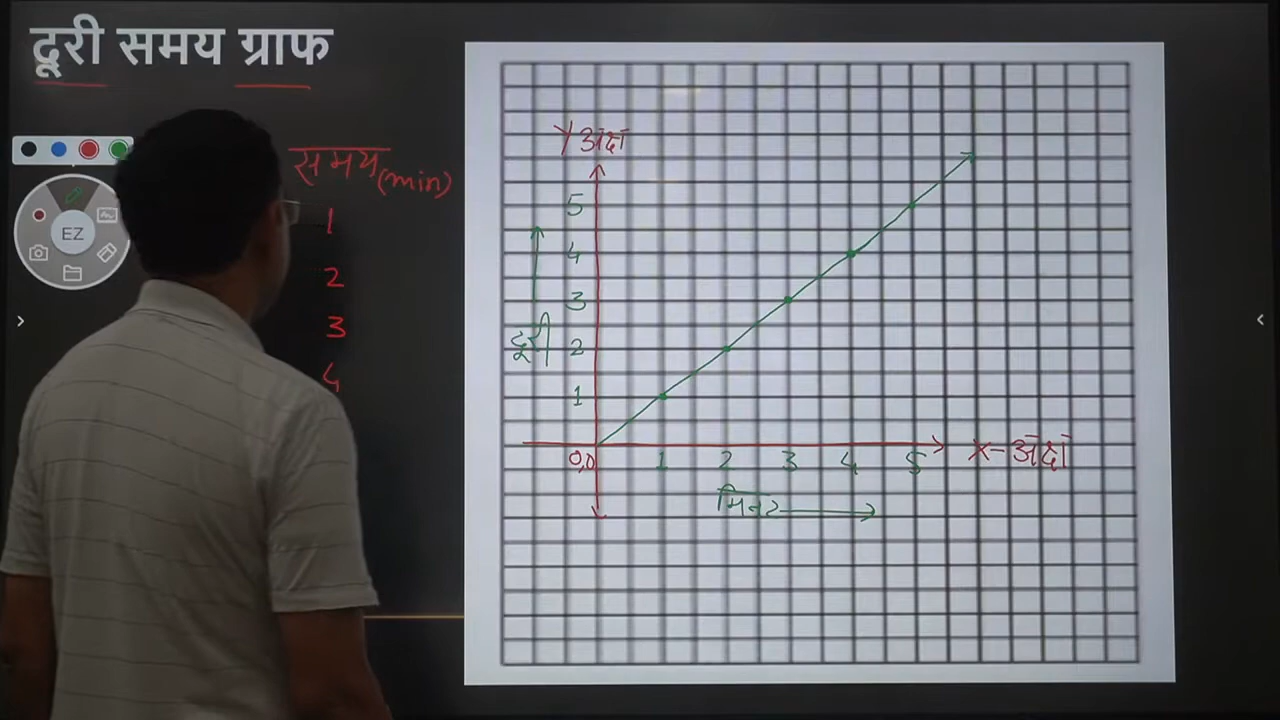 दूरी समय ग्राफ
समय (min)
1
2
3
4
EZ
Y अक्ष
5
4
3
2
1
दूरी
0,0
1 2 3 4 5
X-अक्ष
मिनट